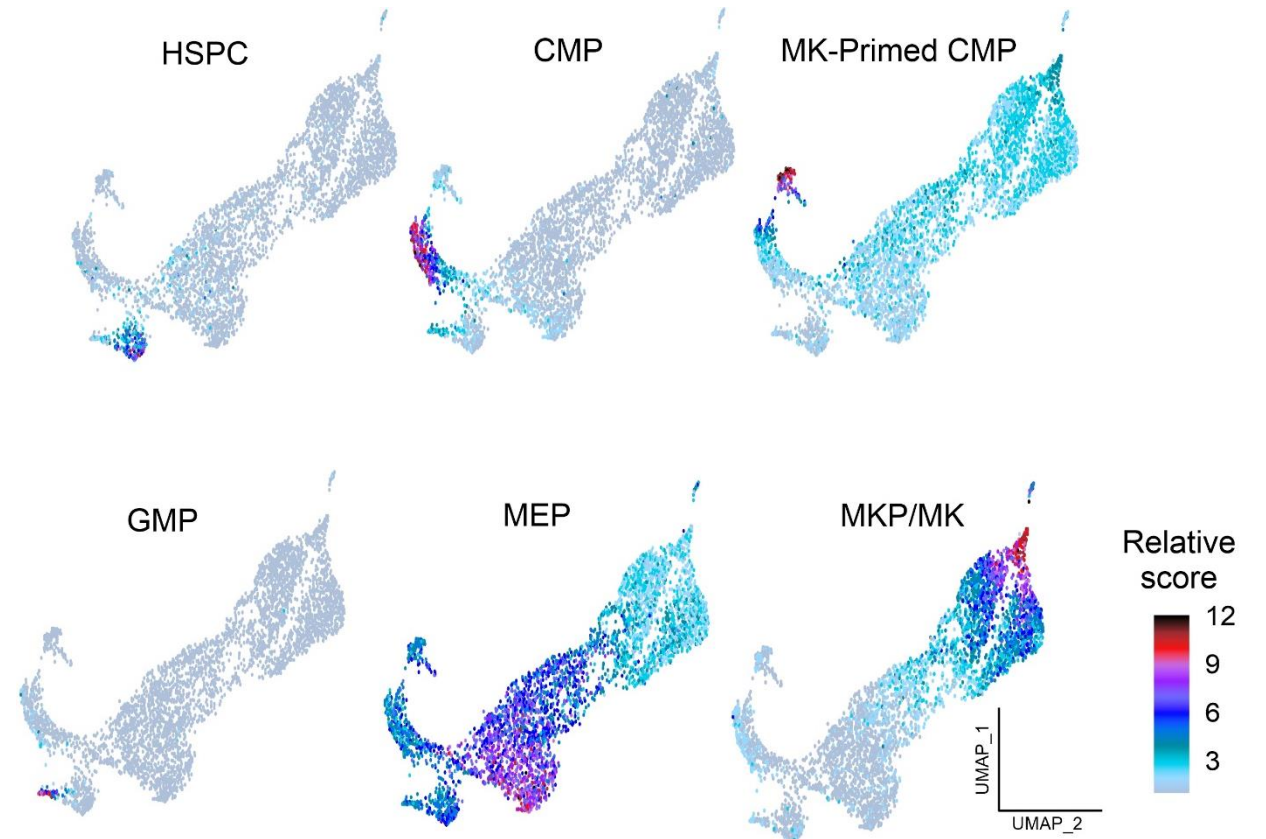 HSPC
CMP
MK-Primed CMP
GMP
MEP
MKP/MK
Relative
score
12
9
6
3
UMAP_1
UMAP_2